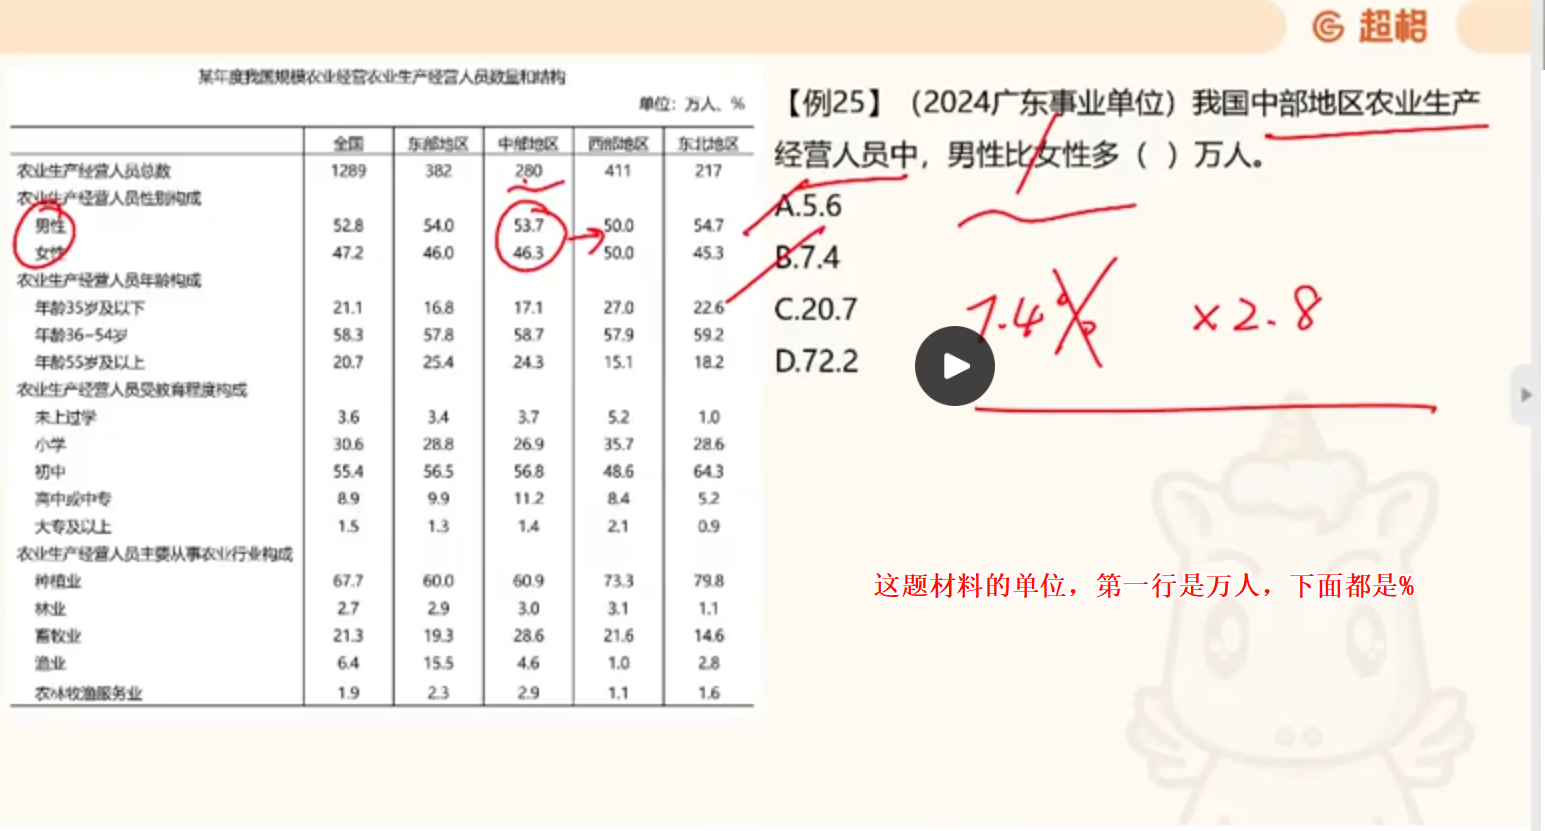 超格
某年度我国规模农业经营农业生产经营人员数量和结构
单位：万人、%
全国 东部地区 中部地区 西部地区 东北地区
农业生产经营人员总数 1289 382 280 411 217
农业生产经营人员性别构成
男性 52.8 54.0 53.7 50.0 54.7
女性 47.2 46.0 46.3 50.0 45.3
农业生产经营人员年龄构成
年龄35岁及以下 21.1 16.8 17.1 27.0 22.6
年龄36-54岁 58.3 57.8 58.7 57.9 59.2
年龄55岁及以上 20.7 25.4 24.3 15.1 18.2
农业生产经营人员受教育程度构成
未上过学 3.6 3.4 3.7 5.2 1.0
小学 30.6 28.8 26.9 35.7 28.6
初中 55.4 56.5 56.8 48.6 64.3
高中或中专 8.9 9.9 11.2 8.4 5.2
大专及以上 1.5 1.3 1.4 2.1 0.9
农业生产经营人员主要从事农业行业构成
种植业 67.7 60.0 60.9 73.3 79.8
林业 2.7 2.9 3.0 3.1 1.1
畜牧业 21.3 19.3 28.6 21.6 14.6
渔业 6.4 15.5 4.6 1.0 2.8
农林牧渔服务业 1.9 2.3 2.9 1.1 1.6
【例25】（2024广东事业单位）我国中部地区农业生产
经营人员中，男性比女性多（ ）万人。
A.5.6
B.7.4
C.20.7
D.72.2
7.4% ×2.8
这题材料的单位，第一行是万人，下面都是%